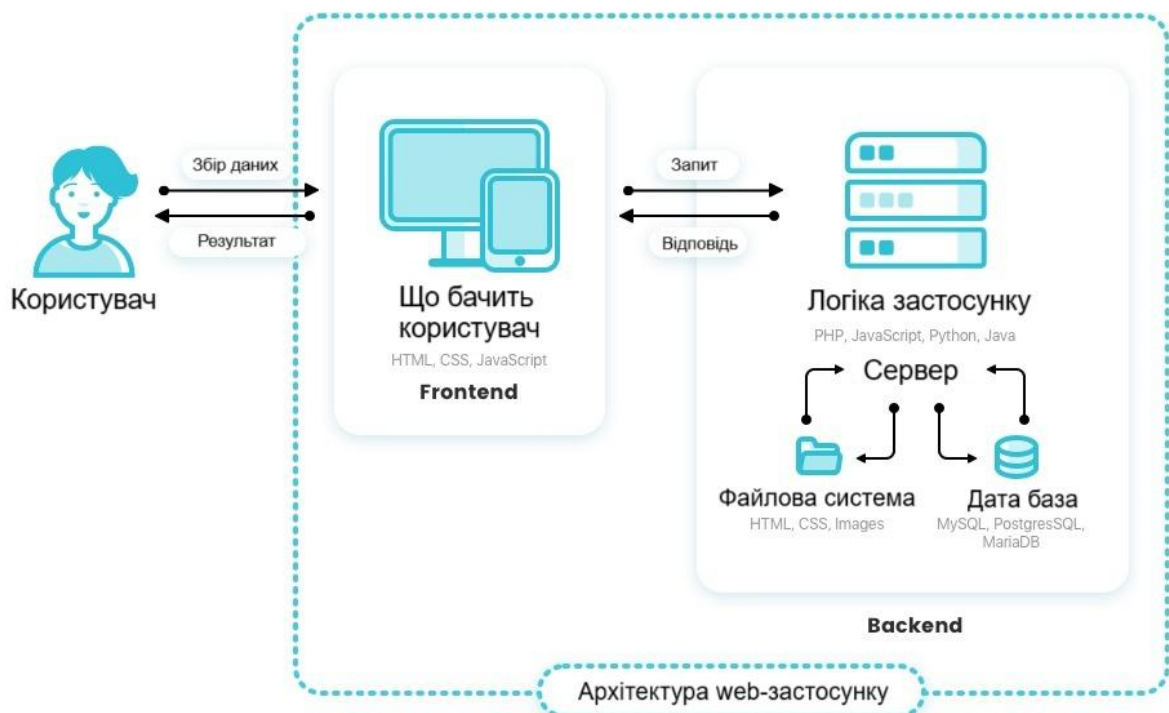 Збір даних
Результат
Користувач
Що бачить
користувач
HTML, CSS, JavaScript
Frontend
Запит
Відповідь
Логіка застосунку
PHP, JavaScript, Python, Java
Сервер
Файлова система
HTML, CSS, Images
Дата база
MySQL, PostgresSQL,
MariaDB
Backend
Архітектура web-застосунку